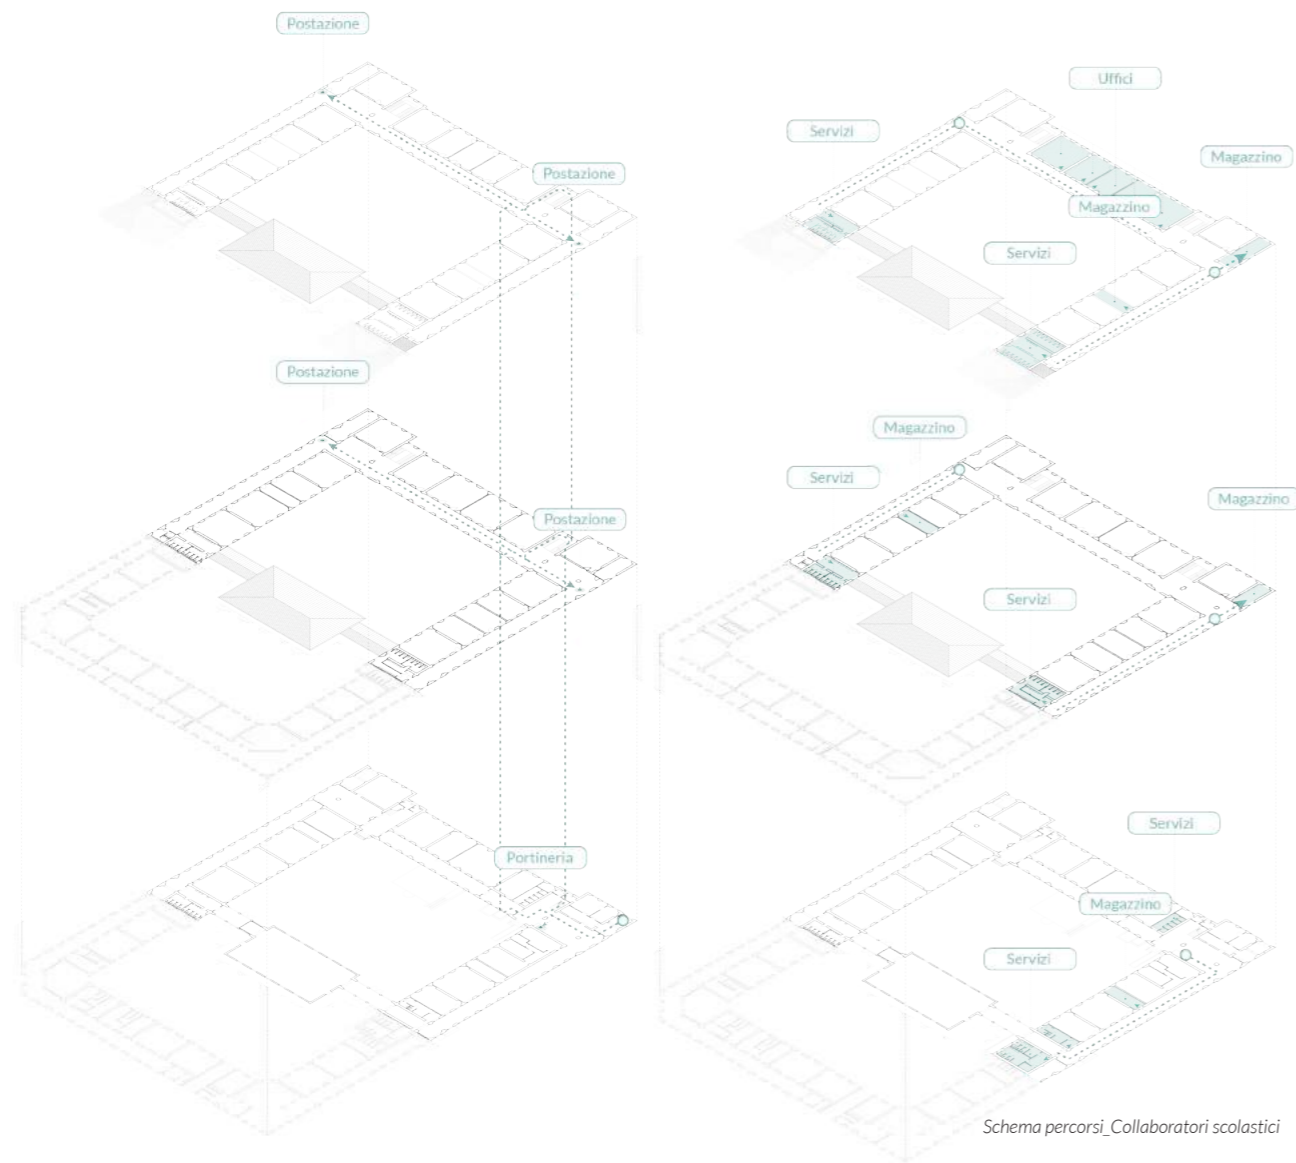 Postazione
Postazione
Postazione
Postazione
Portineria
Uffici
Servizi
Magazzino
Magazzino
Servizi
Magazzino
Servizi
Magazzino
Servizi
Servizi
Magazzino
Servizi
Schema percorsi_Collaboratori scolastici